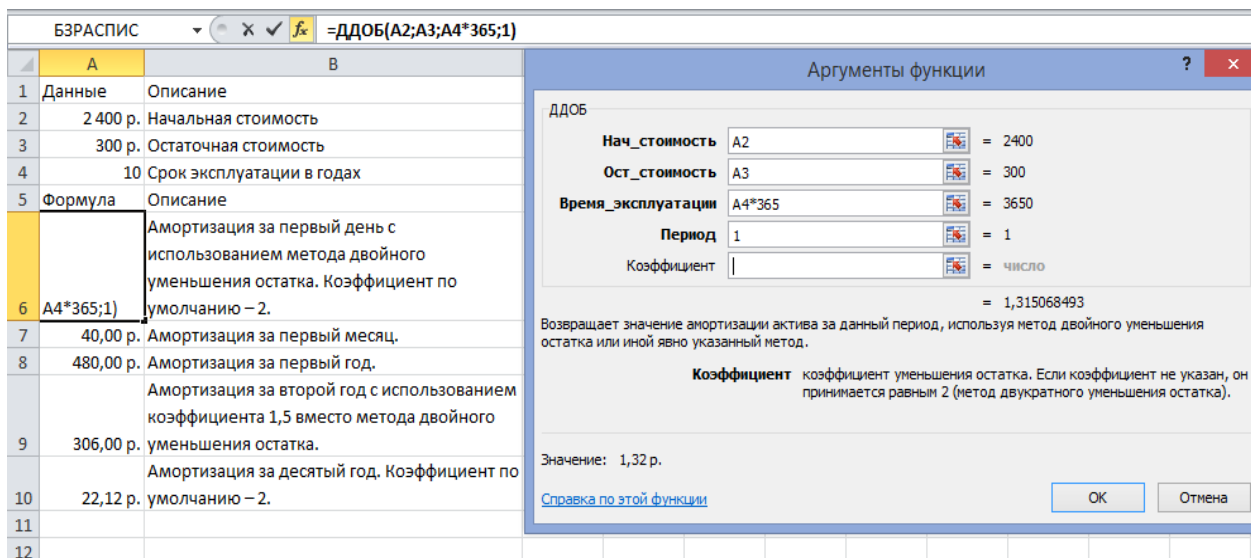 БЗРАСПИС fx =ДДОБ(A2;A3;A4*365;1)
A B
1 Данные Описание
2 2 400 р. Начальная стоимость
3 300 р. Остаточная стоимость
4 10 Срок эксплуатации в годах
5 Формула Описание
Амортизация за первый день с
использованием метода двойного
уменьшения остатка. Коэффициент по
6 A4*365;1) умолчанию – 2.
7 40,00 р. Амортизация за первый месяц.
8 480,00 р. Амортизация за первый год.
Амортизация за второй год с использованием
коэффициента 1,5 вместо метода двойного
9 306,00 р. уменьшения остатка.
Амортизация за десятый год. Коэффициент по
10 22,12 р. умолчанию – 2.
11
12
Аргументы функции ? x
ДДОБ
Нач_стоимость A2 = 2400
Ост_стоимость A3 = 300
Время_эксплуатации A4*365 = 3650
Период 1 = 1
Коэффициент = число
= 1,315068493
Возвращает значение амортизации актива за данный период, используя метод двойного уменьшения
остатка или иной явно указанный метод.
Коэффициент коэффициент уменьшения остатка. Если коэффициент не указан, он
принимается равным 2 (метод двукратного уменьшения остатка).
Значение: 1,32 р.
Справка по этой функции ОК Отмена